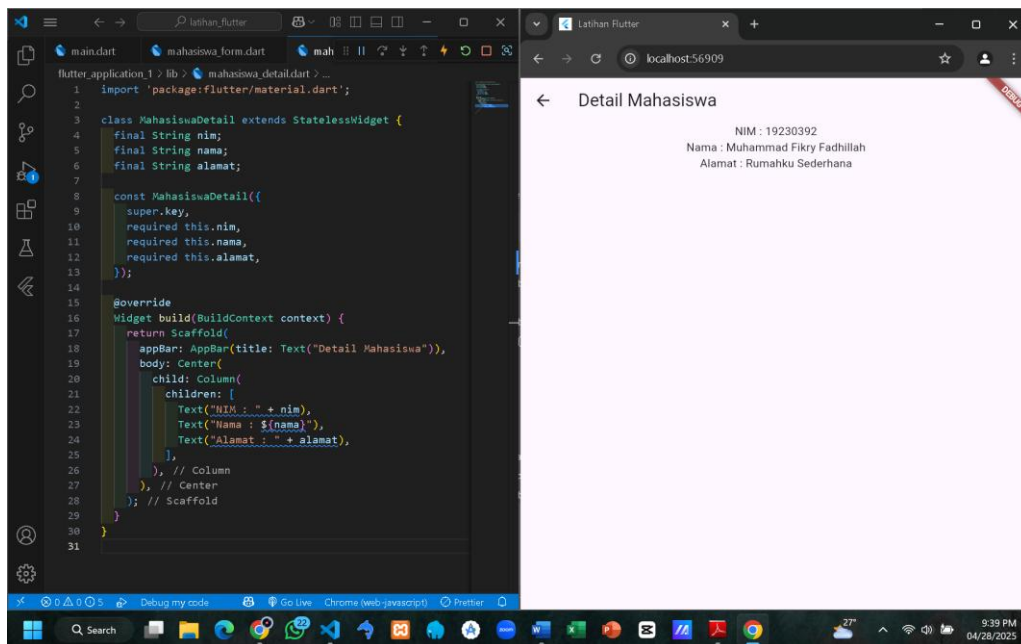 latihan_flutter
main.dart
mahasiswa_form.dart
mah
flutter_application_1 > lib > mahasiswa_detail.dart > ...
1 import 'package:flutter/material.dart';
2
3 class MahasiswaDetail extends StatelessWidget {
4 final String nim;
5 final String nama;
6 final String alamat;
7
8 const MahasiswaDetail({
9 super.key,
10 required this.nim,
11 required this.nama,
12 required this.alamat,
13 });
14
15 @override
16 Widget build(BuildContext context) {
17 return Scaffold(
18 appBar: AppBar(title: Text("Detail Mahasiswa")),
19 body: Center(
20 child: Column(
21 children: [
22 Text("NIM : " + nim),
23 Text("Nama : ${nama}"),
24 Text("Alamat : " + alamat),
25 ],
26 ), // Column
27 ), // Center
28 ); // Scaffold
29 }
30 }
31
1
0 0 5 Debug my code Go Live Chrome (web-javascript) Prettier
Latihan Flutter
localhost:56909
DEBUG
Detail Mahasiswa
NIM : 19230392
Nama : Muhammad Fikry Fadhillah
Alamat : Rumahku Sederhana
Search
22
zoom
27°
9:39 PM
04/28/2025